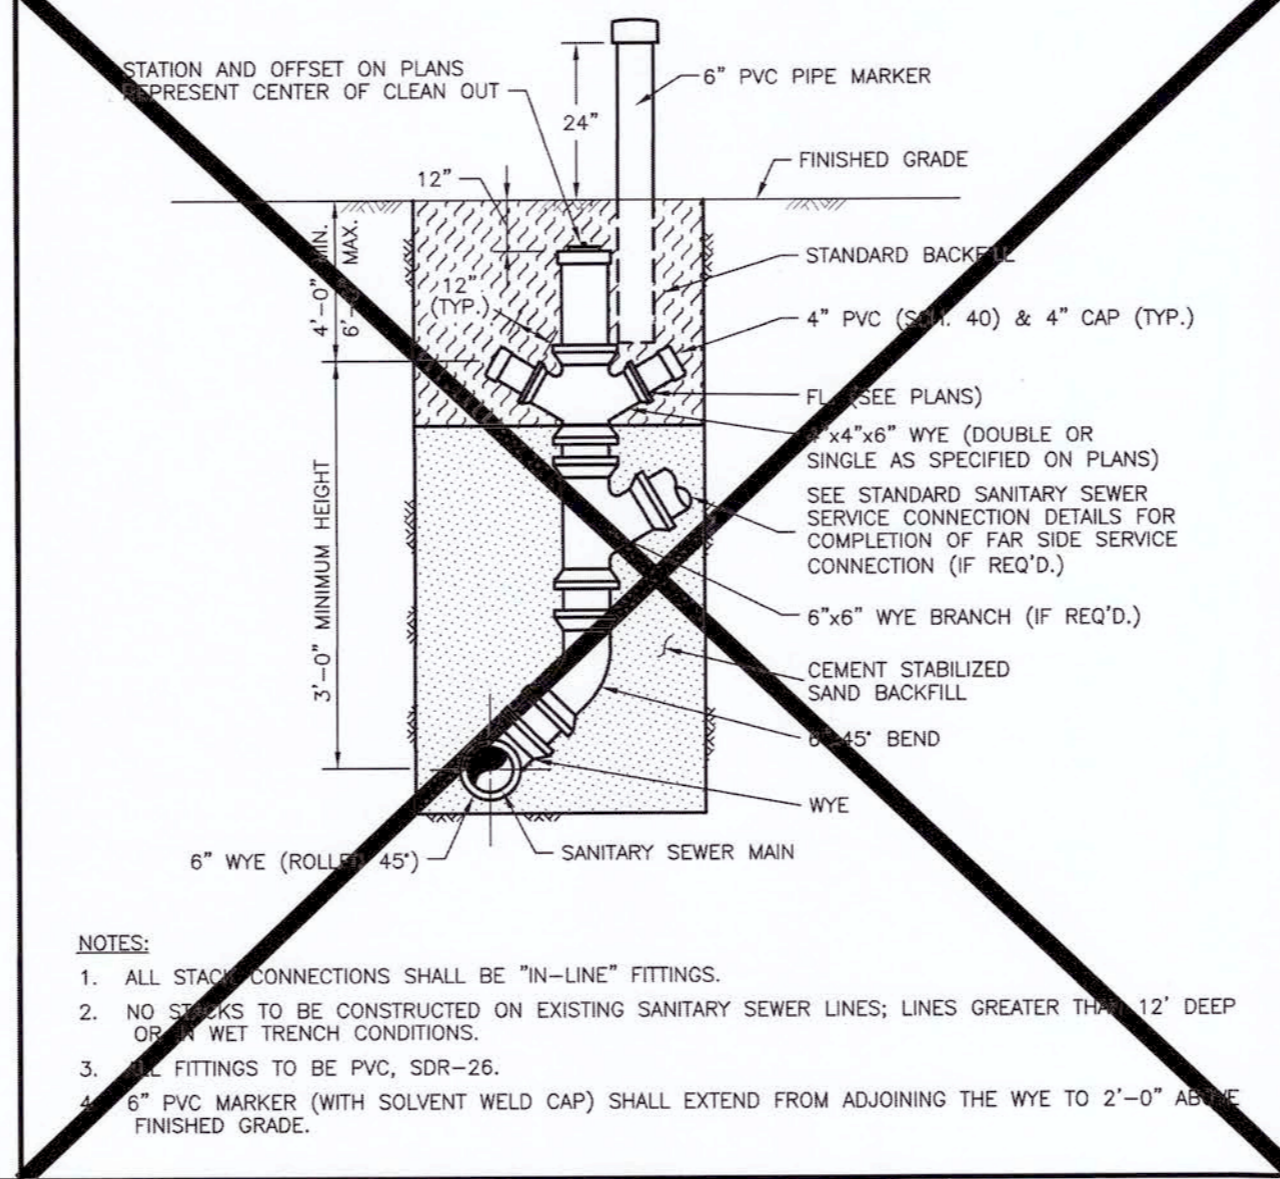 STATION AND OFFSET ON PLANS
REPRESENT CENTER OF CLEAN OUT
6" PVC PIPE MARKER
24"
FINISHED GRADE
12"
4'-0" MIN.
MAX.
STANDARD BACKFILL
12"
(TYP.)
4" PVC (SCH. 40) & 4" CAP (TYP.)
FL. (SEE PLANS)
4"x4"x6" WYE (DOUBLE OR
SINGLE AS SPECIFIED ON PLANS)
SEE STANDARD SANITARY SEWER
SERVICE CONNECTION DETAILS FOR
COMPLETION OF FAR SIDE SERVICE
CONNECTION (IF REQ'D.)
3'-0" MINIMUM HEIGHT
6"x6" WYE BRANCH (IF REQ'D.)
CEMENT STABILIZED
SAND BACKFILL
6" 45° BEND
WYE
6" WYE (ROLLED 45°)
SANITARY SEWER MAIN
NOTES:
1. ALL STACK CONNECTIONS SHALL BE "IN-LINE" FITTINGS.
2. NO STACKS TO BE CONSTRUCTED ON EXISTING SANITARY SEWER LINES; LINES GREATER THAN 12' DEEP
OR IN WET TRENCH CONDITIONS.
3. ALL FITTINGS TO BE PVC, SDR-26.
4. 6" PVC MARKER (WITH SOLVENT WELD CAP) SHALL EXTEND FROM ADJOINING THE WYE TO 2'-0" ABOVE
FINISHED GRADE.